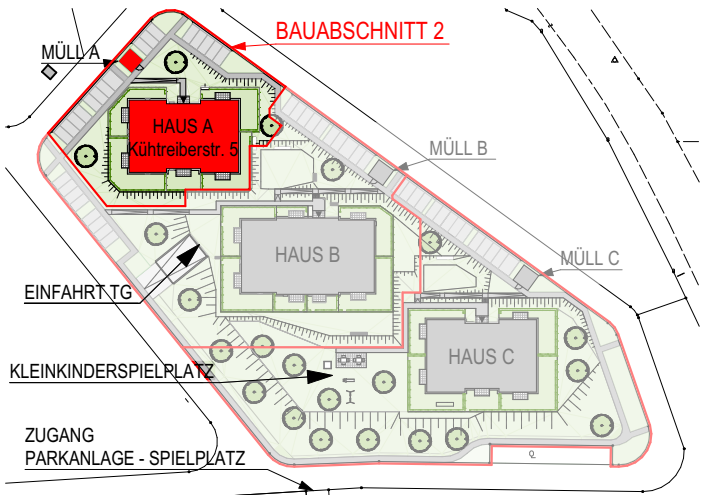 BAUABSCHNITT 2
MÜLL A
HAUS A
Kühtreiberstr. 5
MÜLL B
HAUS B
MÜLL C
EINFAHRT TG
HAUS C
KLEINKINDERSPIELPLATZ
ZUGANG
PARKANLAGE - SPIELPLATZ